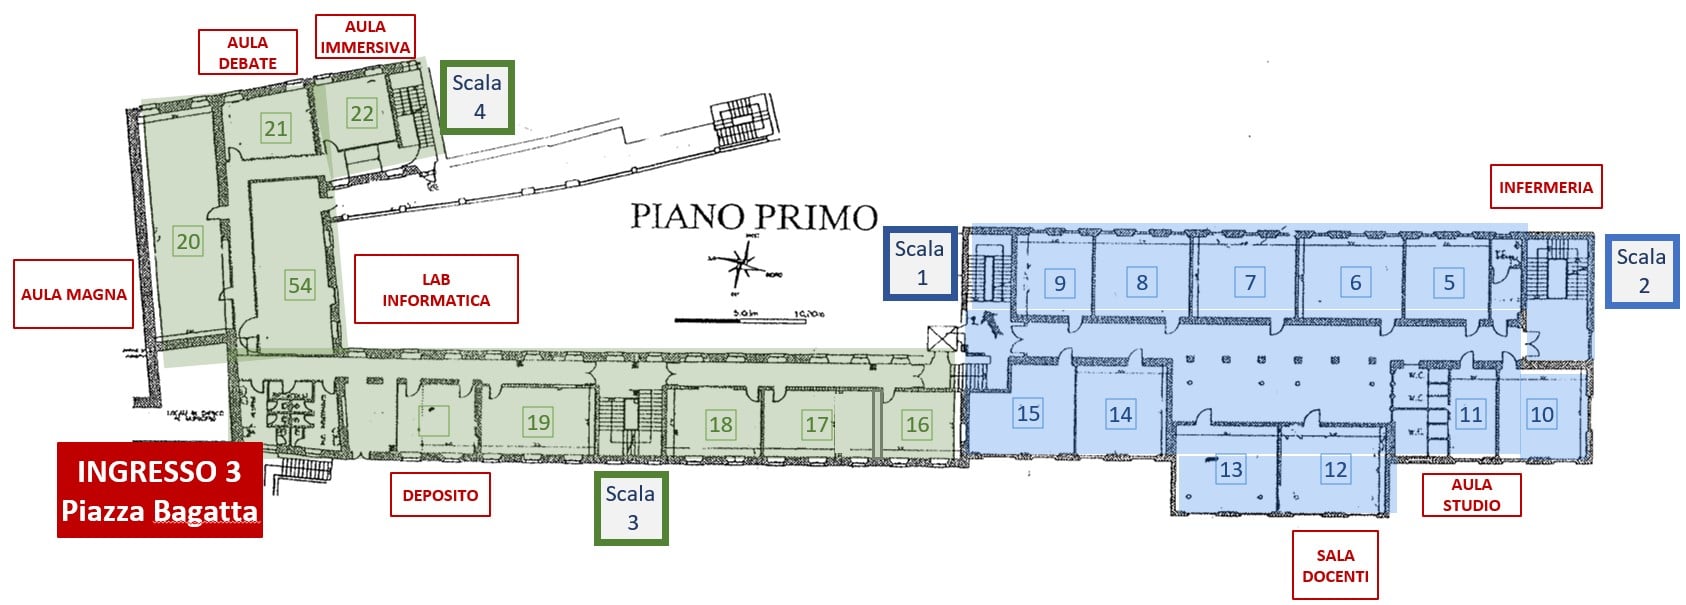 AULA
IMMERSIVA
AULA
DEBATE
Scala
4
22
21
INFERMERIA
PIANO PRIMO
20
Scala
1
Scala
2
54
LAB
INFORMATICA
AULA MAGNA
9
8
7
6
5
19
18
17
16
15
14
11
10
13
12
INGRESSO 3
Piazza Bagatta
DEPOSITO
Scala
3
AULA
STUDIO
SALA
DOCENTI
W.C.
W.C.